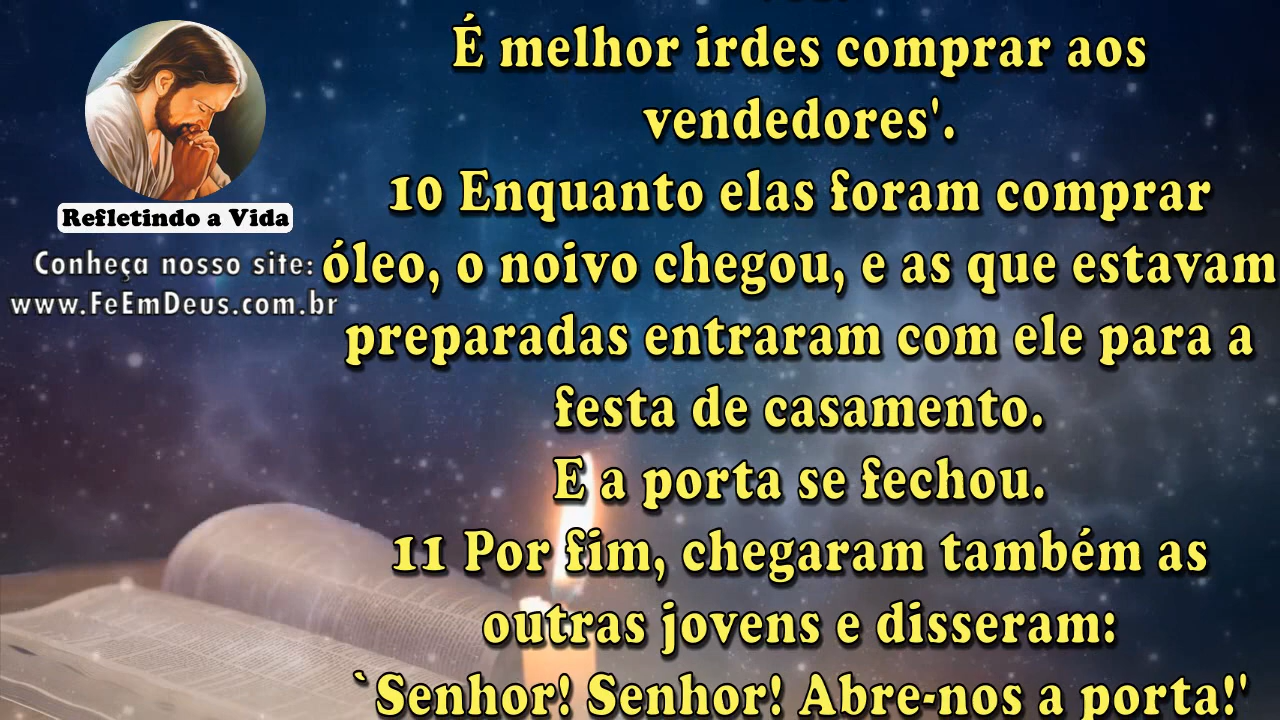 Refletindo a Vida
Conheça nosso site:
www.FeEmDeus.com.br
É melhor irdes comprar aos
vendedores'.
10 Enquanto elas foram comprar
óleo, o noivo chegou, e as que estavam
preparadas entraram com ele para a
festa de casamento.
E a porta se fechou.
11 Por fim, chegaram também as
outras jovens e disseram:
`Senhor! Senhor! Abre-nos a porta!'